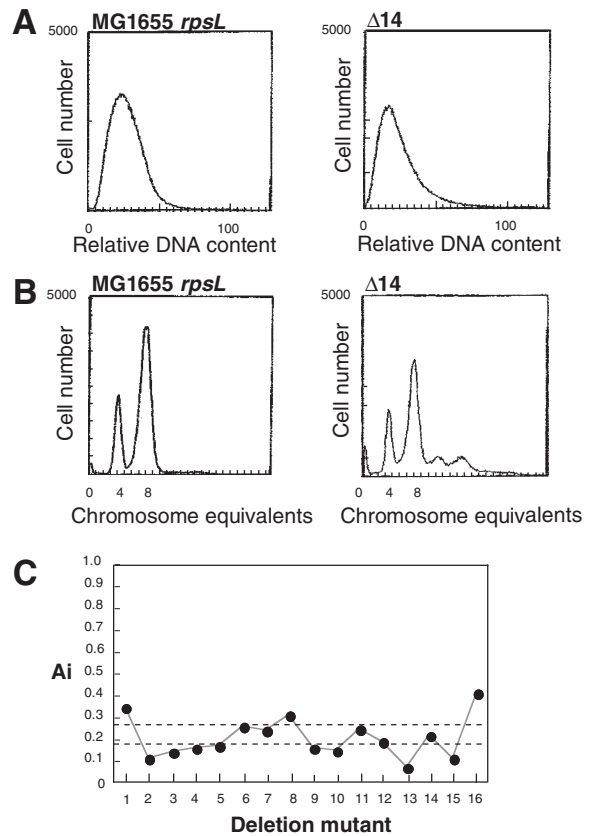 A
MG1655 rpsL
Δ14
5000
5000
Cell number
Cell number
0 100
0 100
Relative DNA content
Relative DNA content
B
MG1655 rpsL
Δ14
5000
5000
Cell number
Cell number
0 4 8
0 4 8
Chromosome equivalents
Chromosome equivalents
C
1.0
0.9
0.8
0.7
0.6
0.5
0.4
0.3
0.2
0.1
0
Ai
1 2 3 4 5 6 7 8 9 10 11 12 13 14 15 16
Deletion mutant